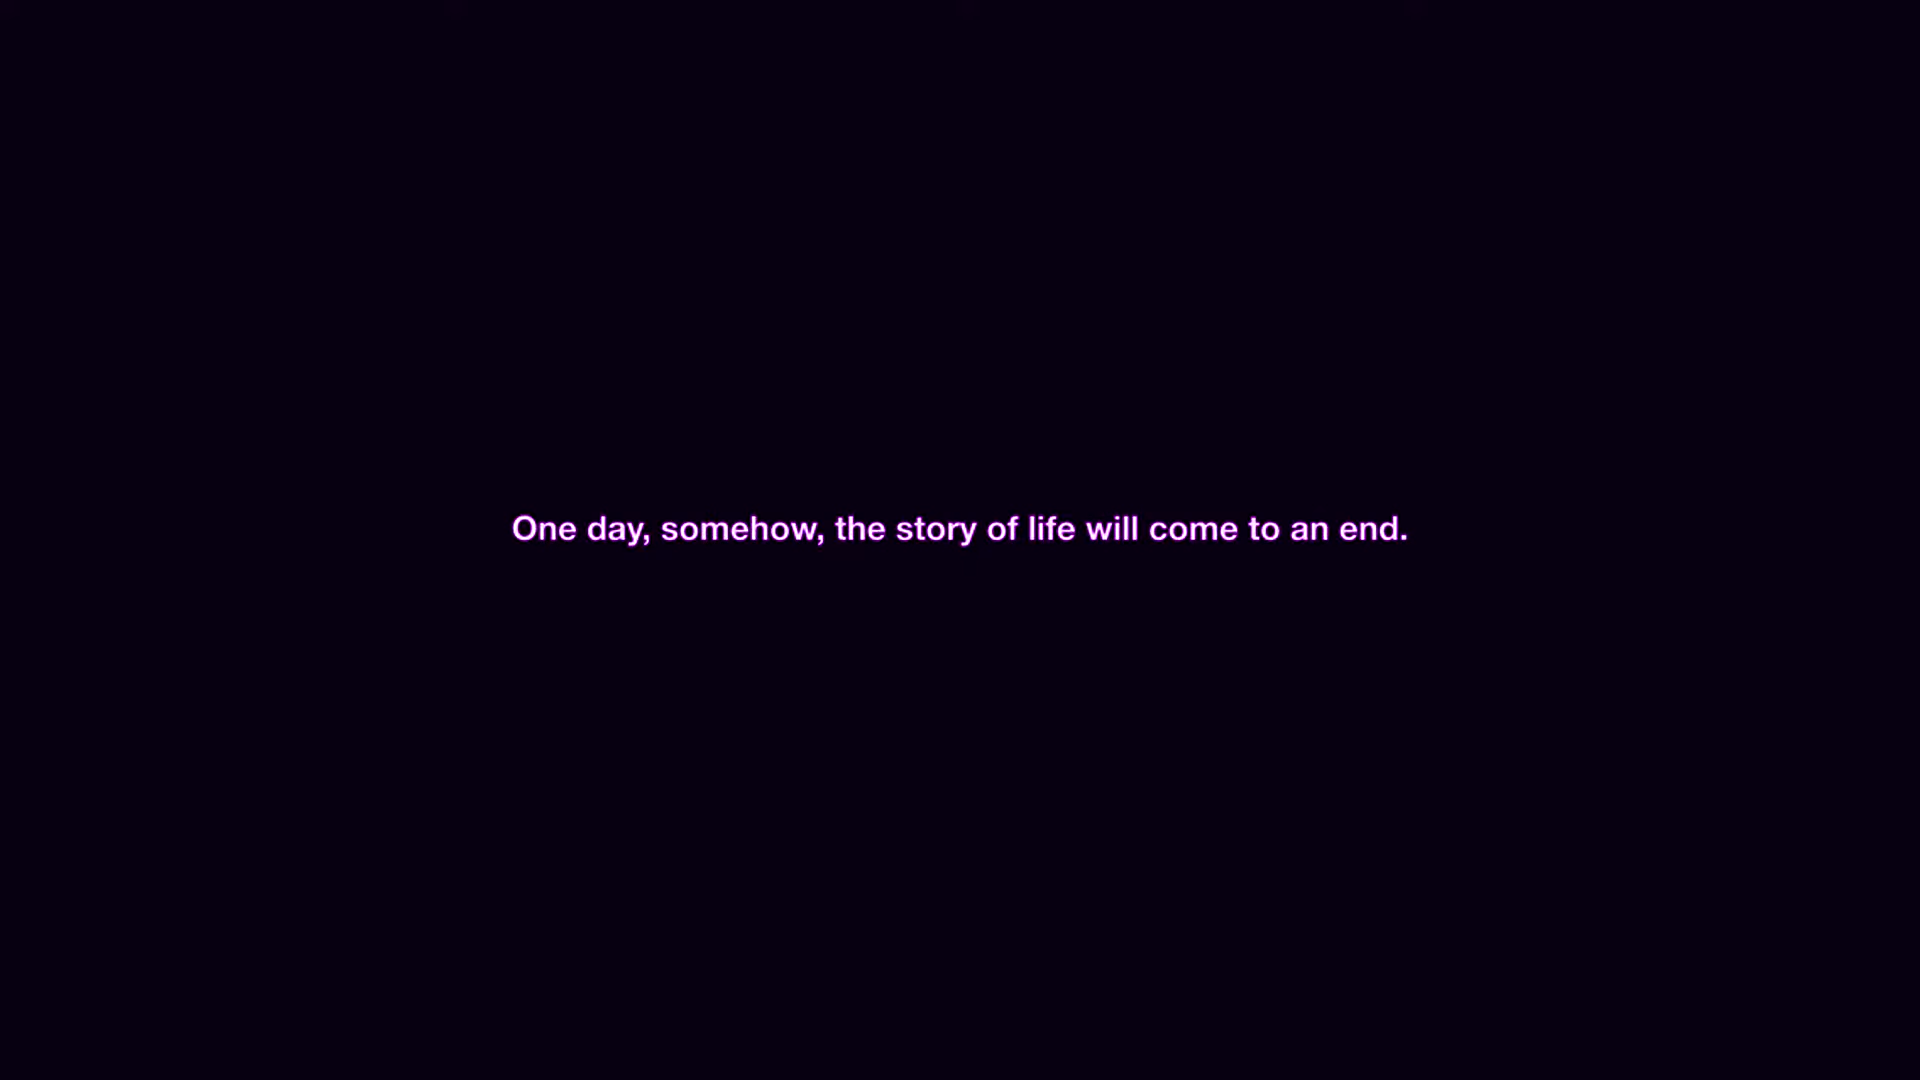 One day, somehow, the story of life will come to an end.